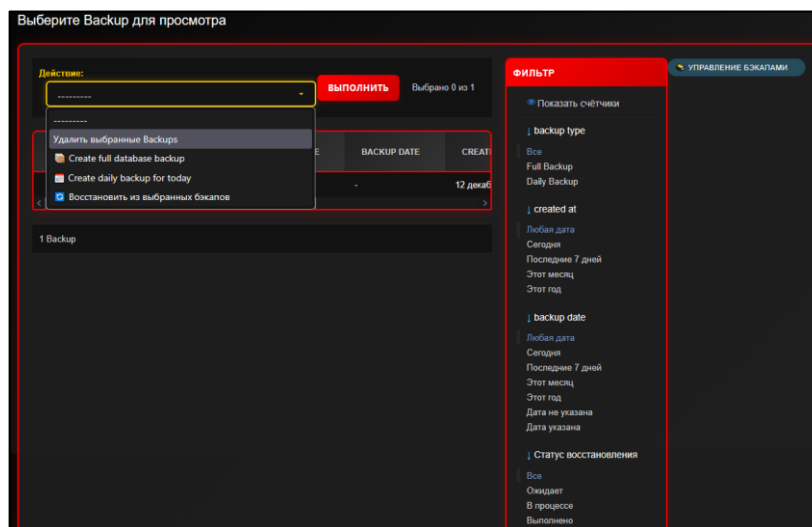 Выберите Backup для просмотра
Действие:
---------
ВЫПОЛНИТЬ
Выбрано 0 из 1
---------
Удалить выбранные Backups
Create full database backup
Create daily backup for today
Восстановить из выбранных бэкапов
BACKUP DATE
-
12
1 Backup
ФИЛЬТР
Показать счётчики
↓ backup type
Все
Full Backup
Daily Backup
↓ created at
Любая дата
Сегодня
Последние 7 дней
Этот месяц
Этот год
↓ backup date
Любая дата
Сегодня
Последние 7 дней
Этот месяц
Этот год
Дата не указана
Дата указана
↓ Статус восстановления
Все
Ожидает
В процессе
Выполнено
УПРАВЛЕНИЕ БЭКАПАМИ